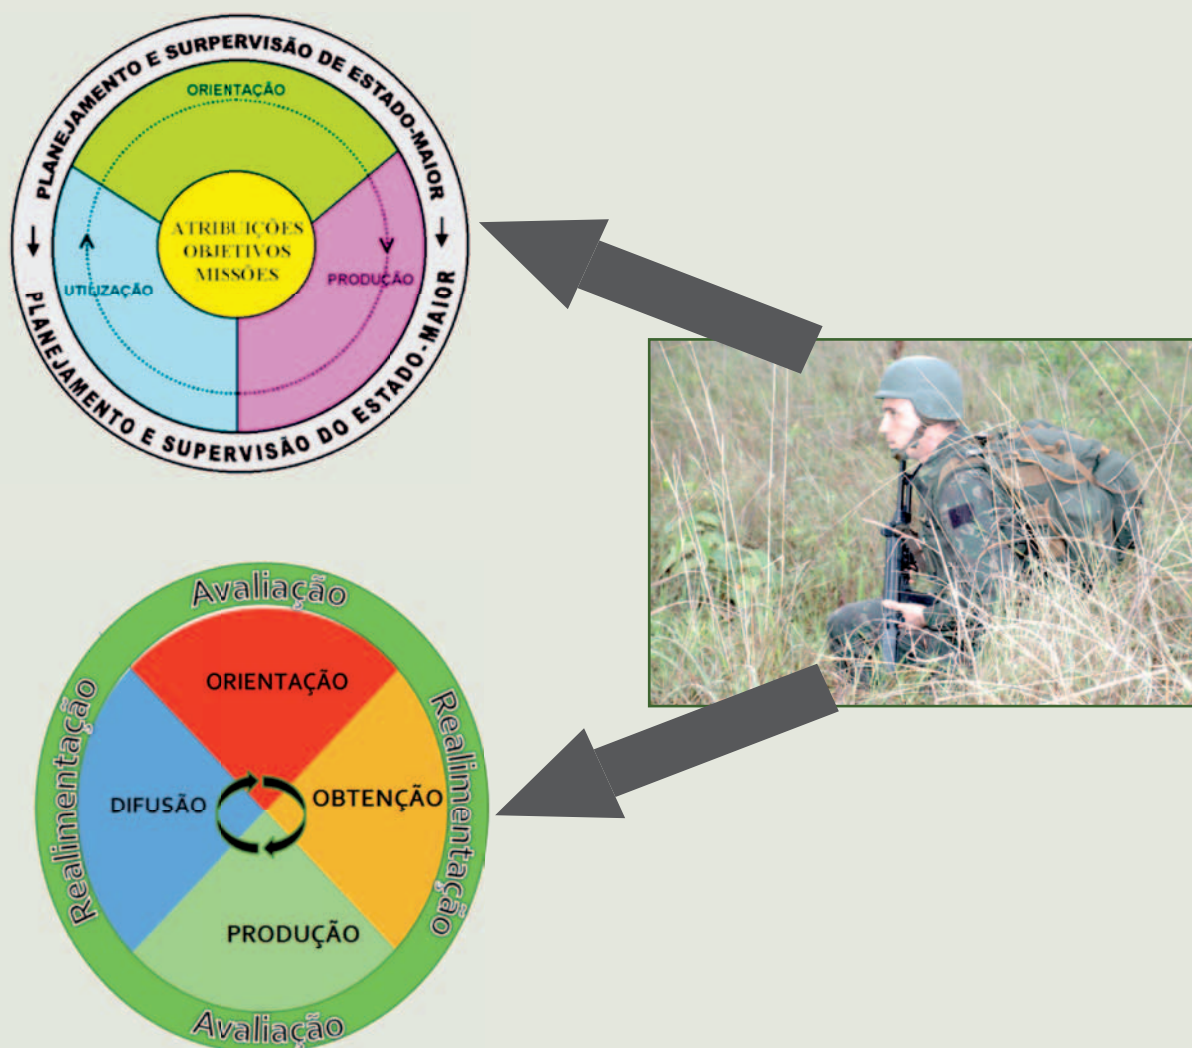 PLANEJAMENTO E SURPERVISÃO DE ESTADO-MAIOR
ORIENTAÇÃO
ATRIBUIÇÕES
OBJETIVOS
MISSÕES
UTILIZAÇÃO
PRODUÇÃO
PLANEJAMENTO E SUPERVISÃO DO ESTADO-MAIOR
Avaliação
ORIENTAÇÃO
Realimentação
Realimentação
DIFUSÃO
OBTENÇÃO
PRODUÇÃO
Avaliação